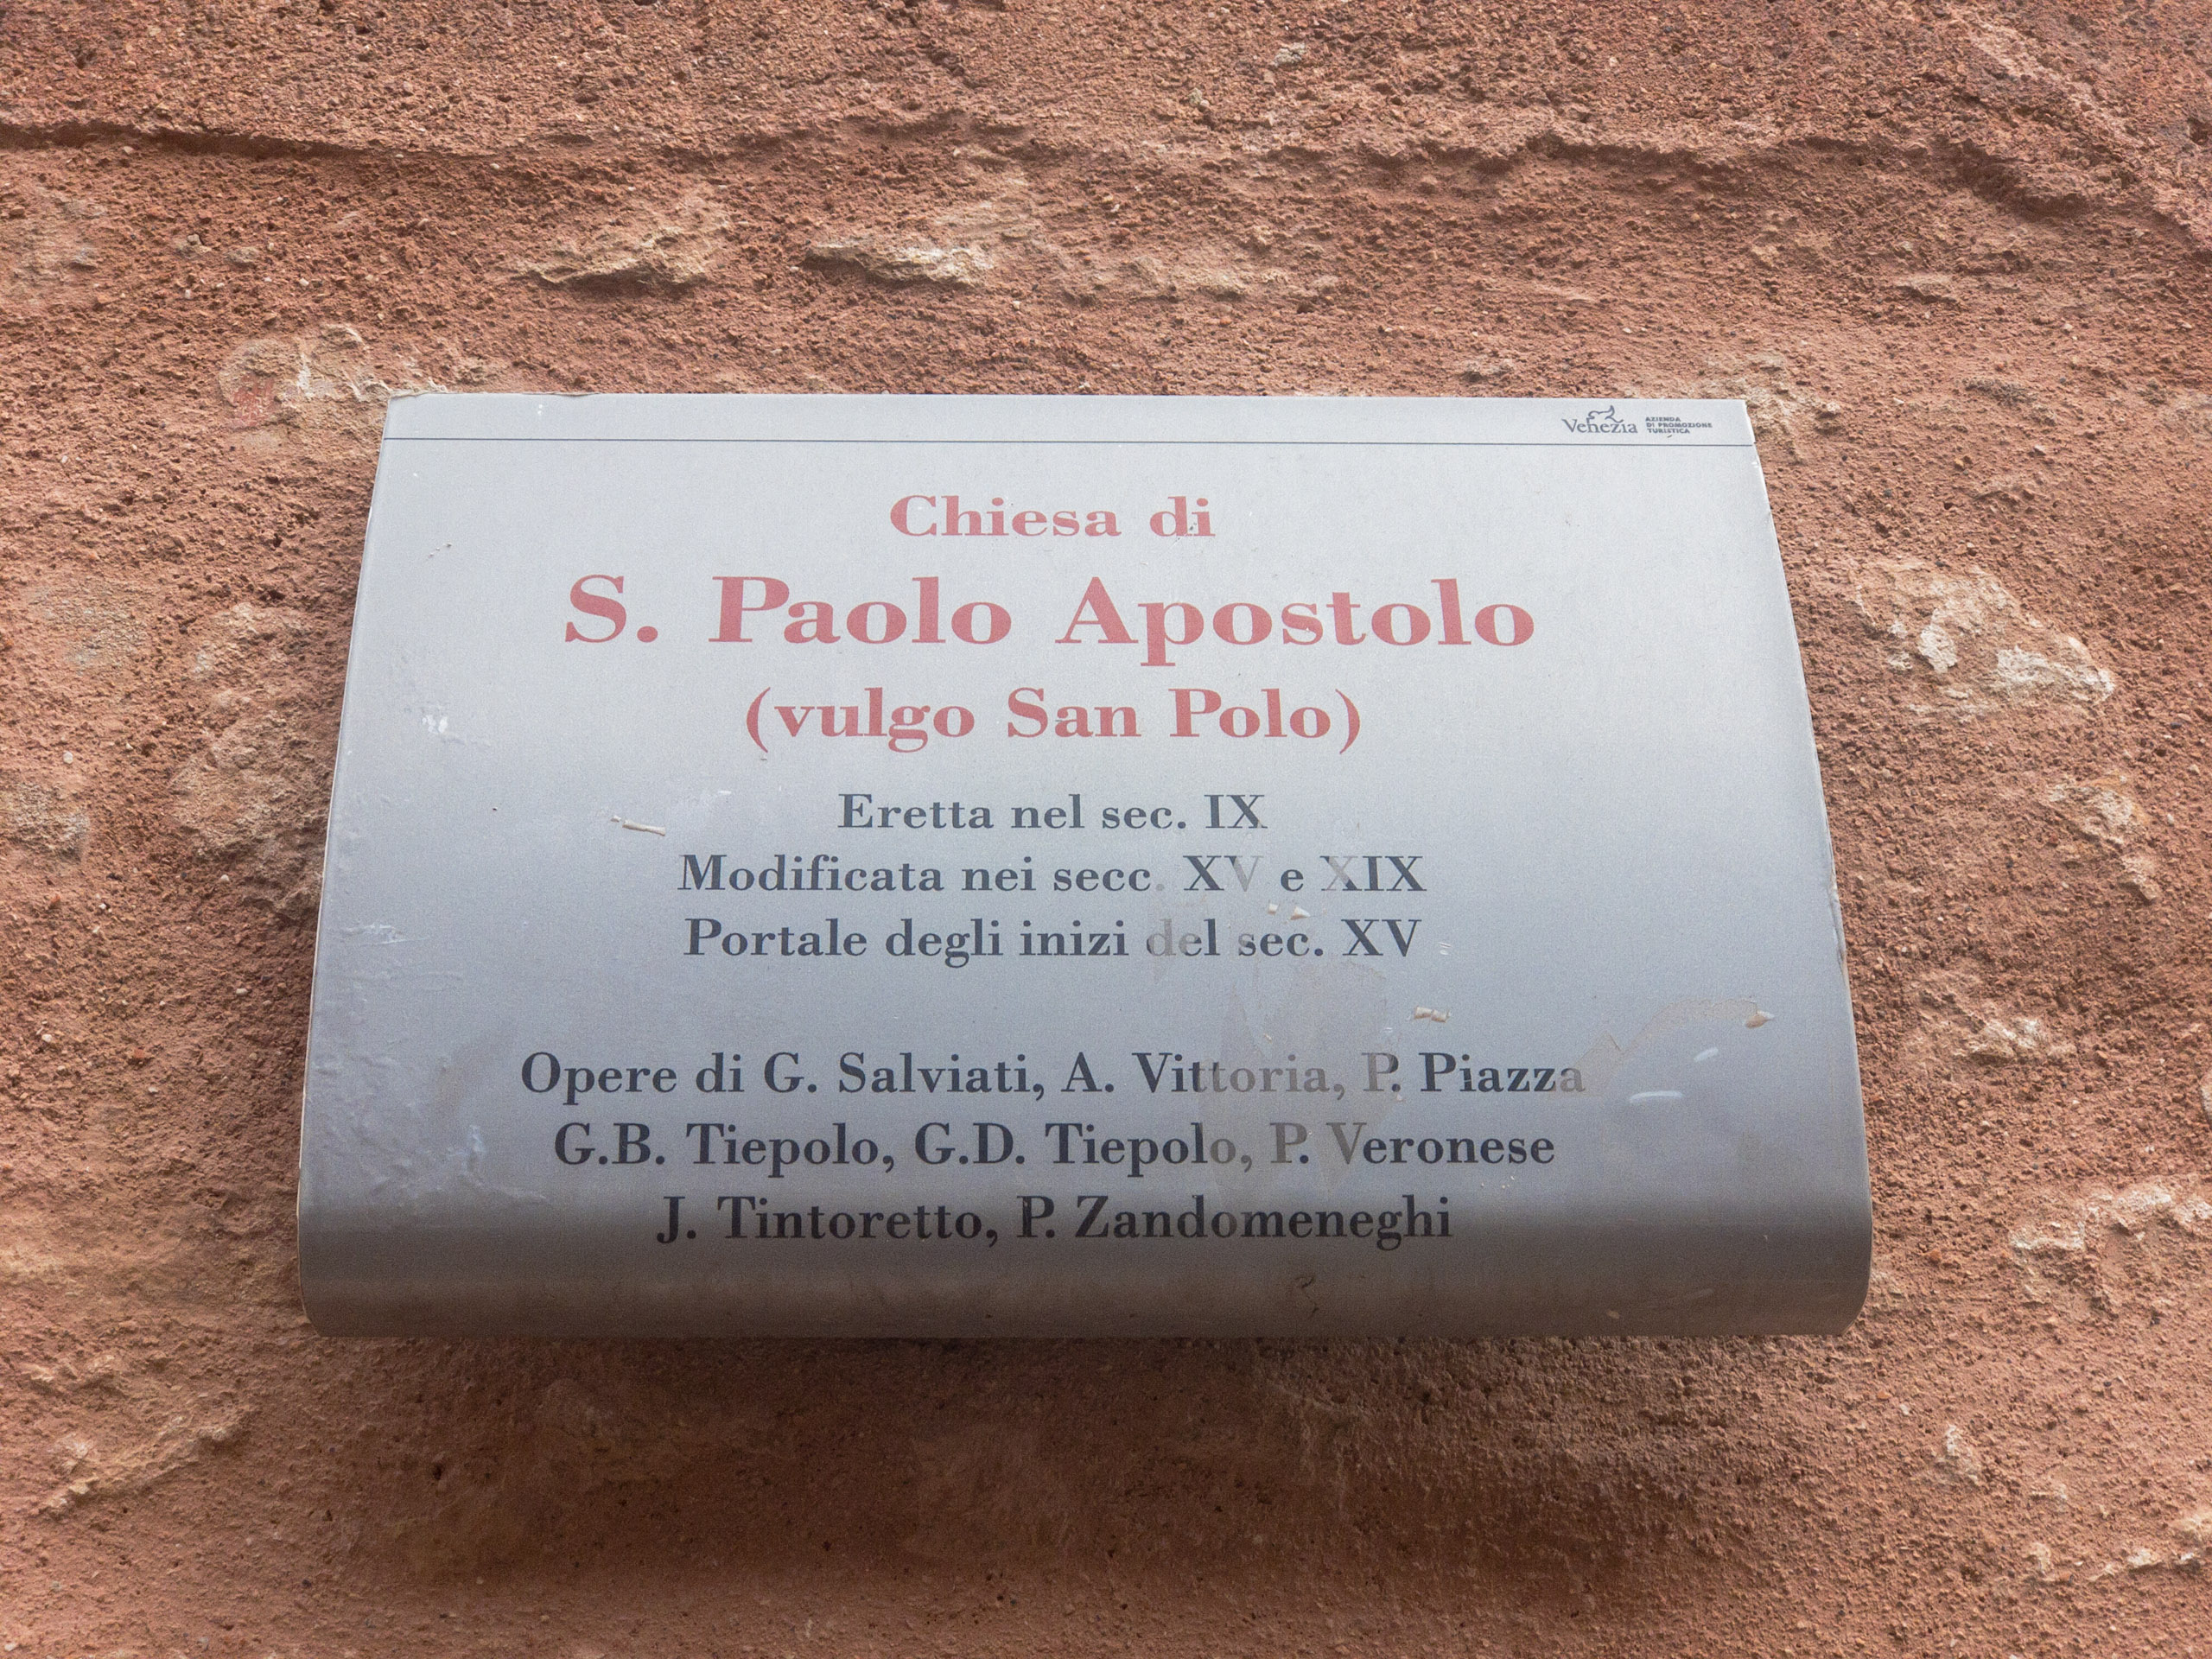 Venezia AZIENDA
DI PROMOZIONE
TURISTICA
Chiesa di
S. Paolo Apostolo
(vulgo San Polo)
Eretta nel sec. IX
Modificata nei secc. XV e XIX
Portale degli inizi del sec. XV
Opere di G. Salviati, A. Vittoria, P. Piazza
G.B. Tiepolo, G.D. Tiepolo, P. Veronese
J. Tintoretto, P. Zandomeneghi